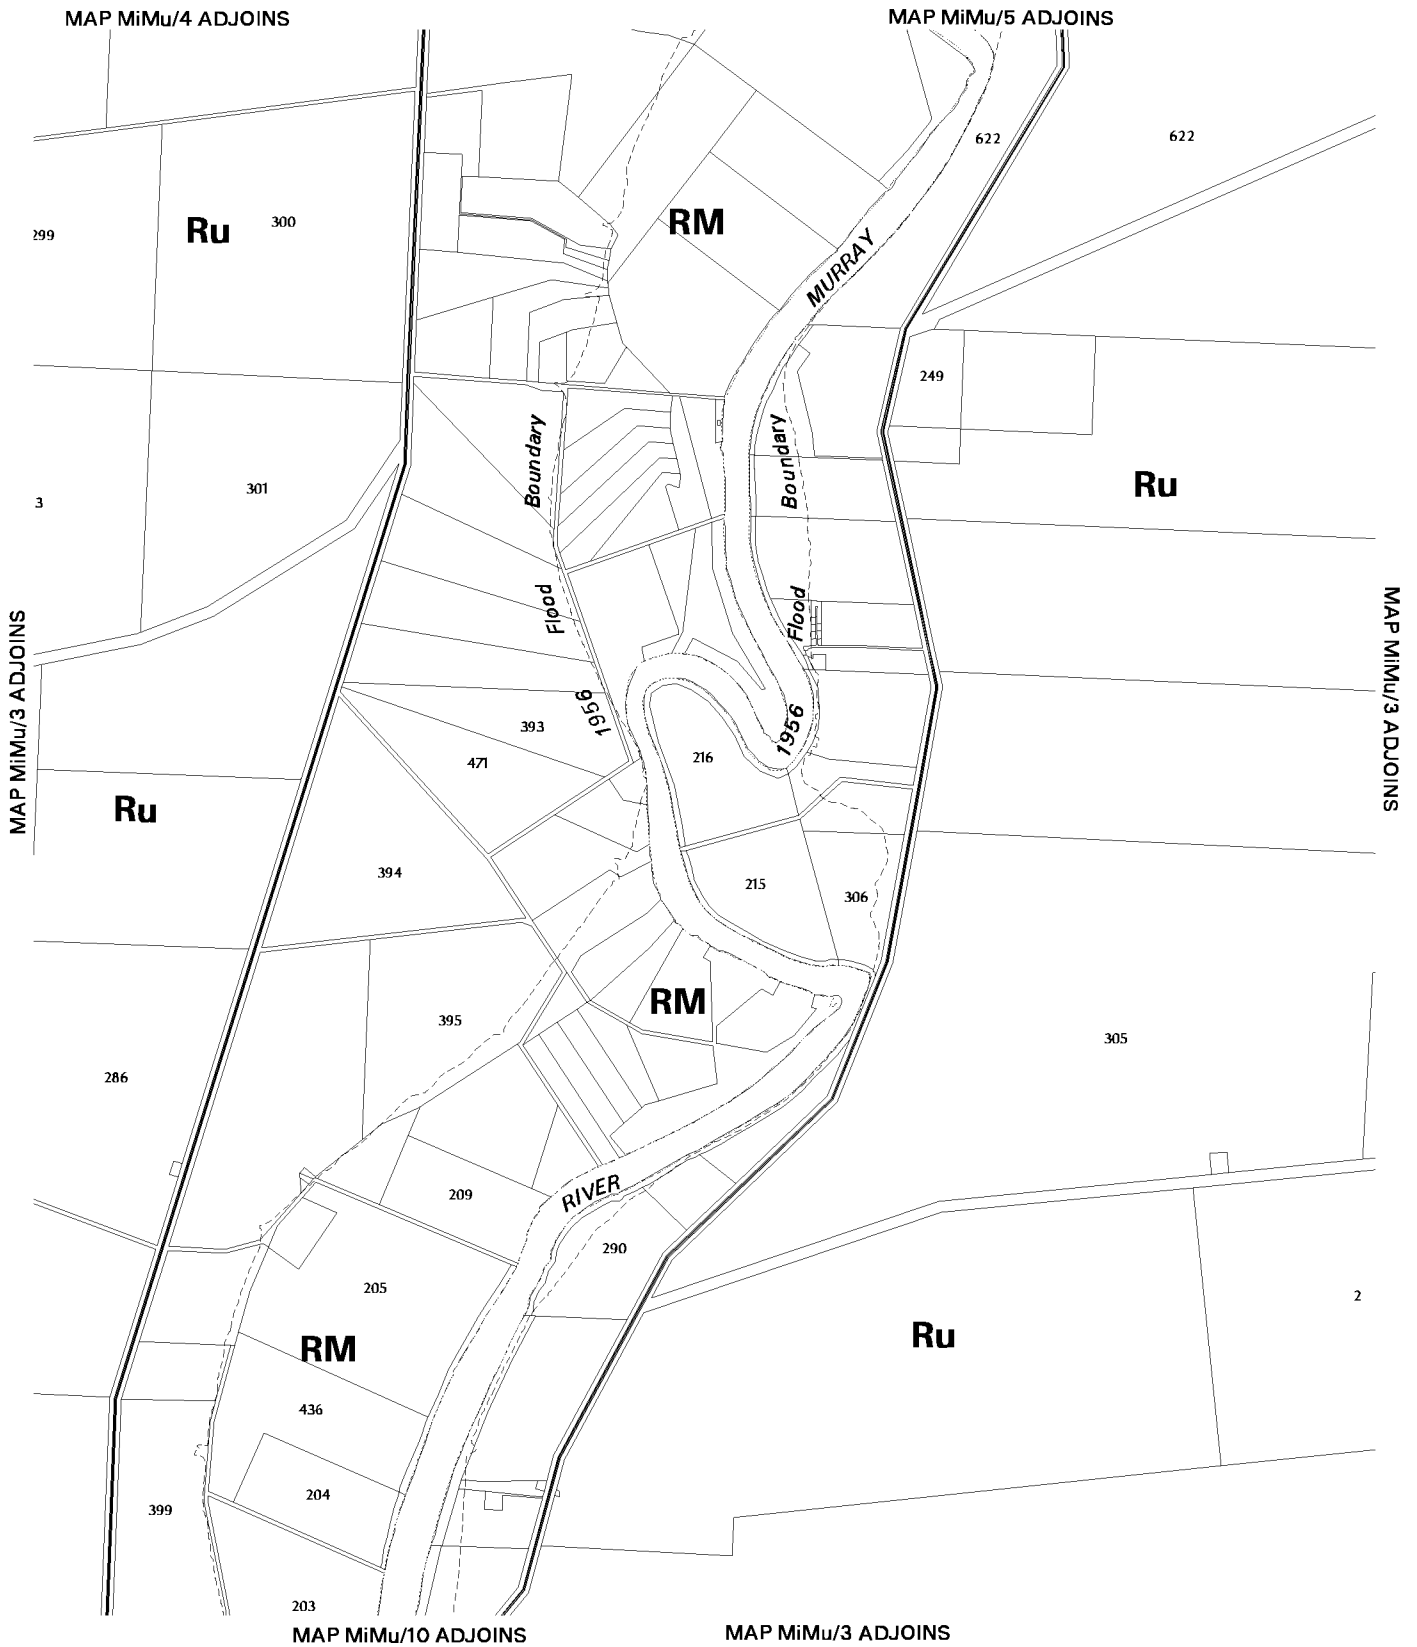 MAP MiMu/4 ADJOINS
MAP MiMu/5 ADJOINS
622
622
299
Ru
300
RM
MURRAY
249
Boundary
Boundary
Ru
301
3
Flood
Flood
MAP MiMu/3 ADJOINS
MAP MiMu/3 ADJOINS
1956
1956
393
471
216
Ru
394
215
306
RM
395
305
286
209
RIVER
290
205
2
RM
Ru
436
204
399
203
MAP MiMu/10 ADJOINS
MAP MiMu/3 ADJOINS